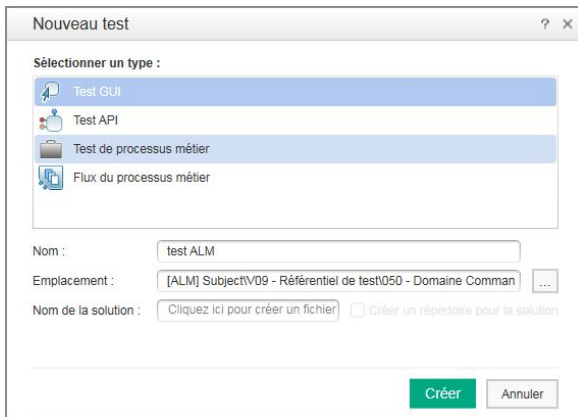 Nouveau test ? ×
Sélectionner un type :
Test GUI
Test API
Test de processus métier
Flux du processus métier
Nom : test ALM
Emplacement : [ALM] Subject\V09 - Référentiel de test\050 - Domaine Comman ...
Nom de la solution : Cliquez ici pour créer un fichier Créer un répertoire pour la solution
Créer Annuler